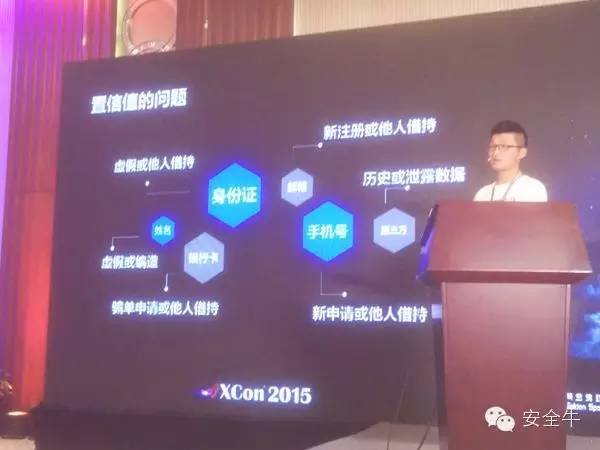 置信值的问题
新注册或他人借持
虚假或他人借持
身份证
邮箱
历史或泄露数据
姓名
手机号
第三方
银行卡
虚假或编造
骗单申请或他人借持
新申请或他人借持
XCon 2015
安全牛